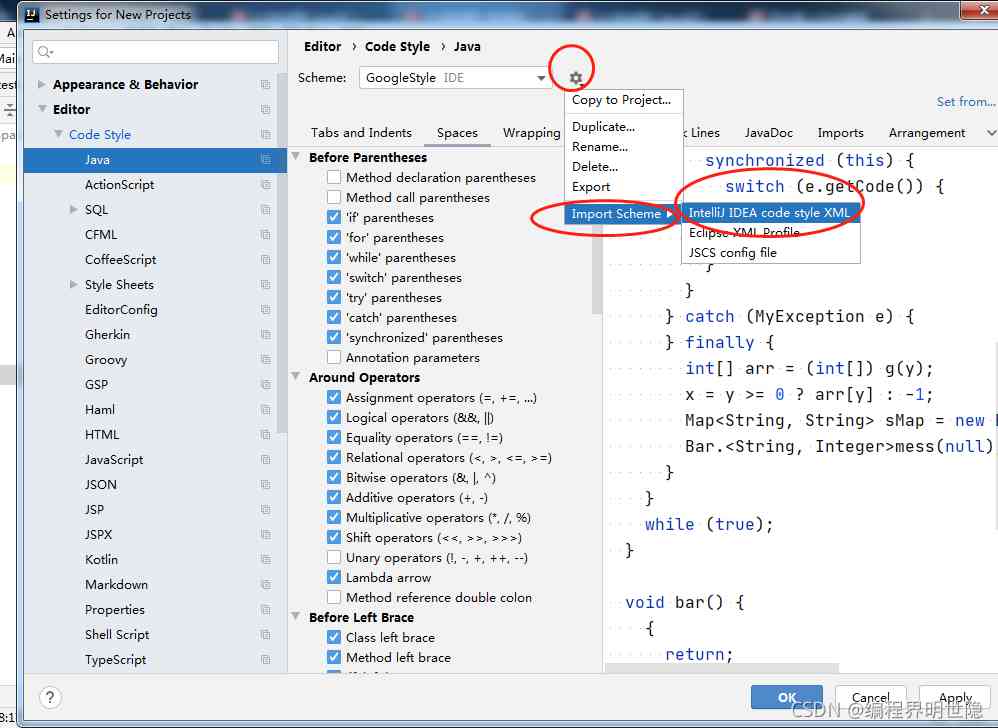 Settings for New Projects
Editor › Code Style › Java
Scheme: GoogleStyle IDE
Copy to Project...
Duplicate...
Rename...
Delete...
Export
Import Scheme
IntelliJ IDEA code style XML
Eclipse XML Profile
JSCS config file
Set from...
Tabs and Indents Spaces Wrapping Lines JavaDoc Imports Arrangement
Appearance & Behavior
Editor
Code Style
Java
ActionScript
SQL
CFML
CoffeeScript
Style Sheets
EditorConfig
Gherkin
Groovy
GSP
Haml
HTML
JavaScript
JSON
JSP
JSPX
Kotlin
Markdown
Properties
Shell Script
TypeScript
Before Parentheses
Method declaration parentheses
Method call parentheses
'if' parentheses
'for' parentheses
'while' parentheses
'switch' parentheses
'try' parentheses
'catch' parentheses
'synchronized' parentheses
Annotation parameters
Around Operators
Assignment operators (=, +=, ...)
Logical operators (&&, ||)
Equality operators (==, !=)
Relational operators (<, >, <=, >=)
Bitwise operators (&, |, ^)
Additive operators (+, -)
Multiplicative operators (*, /, %)
Shift operators (<<, >>, >>>)
Unary operators (!, -, +, ++, --)
Lambda arrow
Method reference double colon
Before Left Brace
Class left brace
Method left brace
synchronized (this) {
switch (e.getCode()) {
}
}
} catch (MyException e) {
} finally {
int[] arr = (int[]) g(y);
x = y >= 0 ? arr[y] : -1;
Map<String, String> sMap = new
Bar.<String, Integer>mess(null)
}
}
while (true);
}
void bar() {
{
return;
?
OK Cancel Apply
CSDN @编程界明世隐